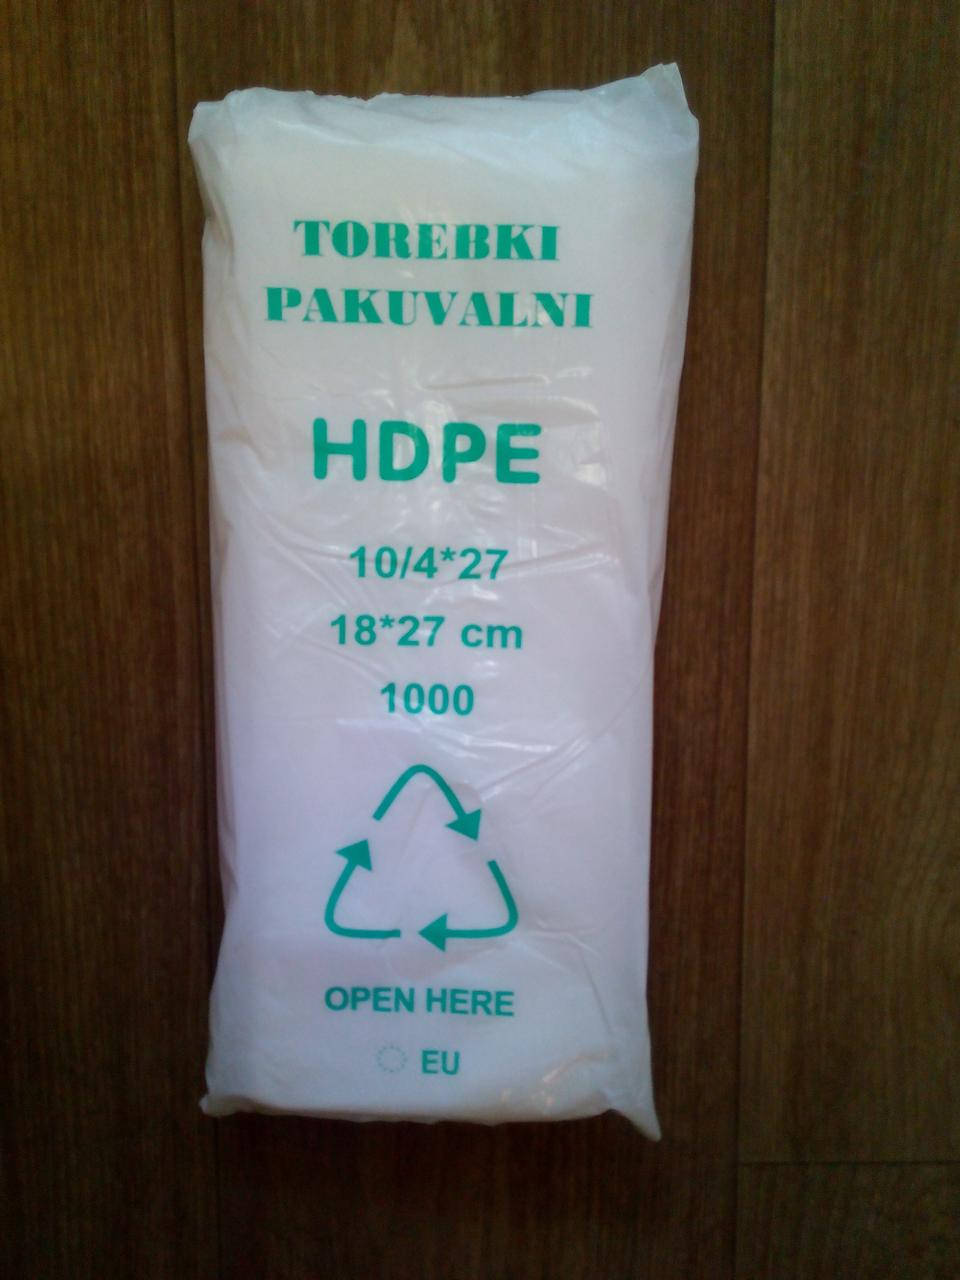 TOREBKI
PAKUVALNI
HDPE
10/4*27
18*27 cm
1000
OPEN HERE
EU